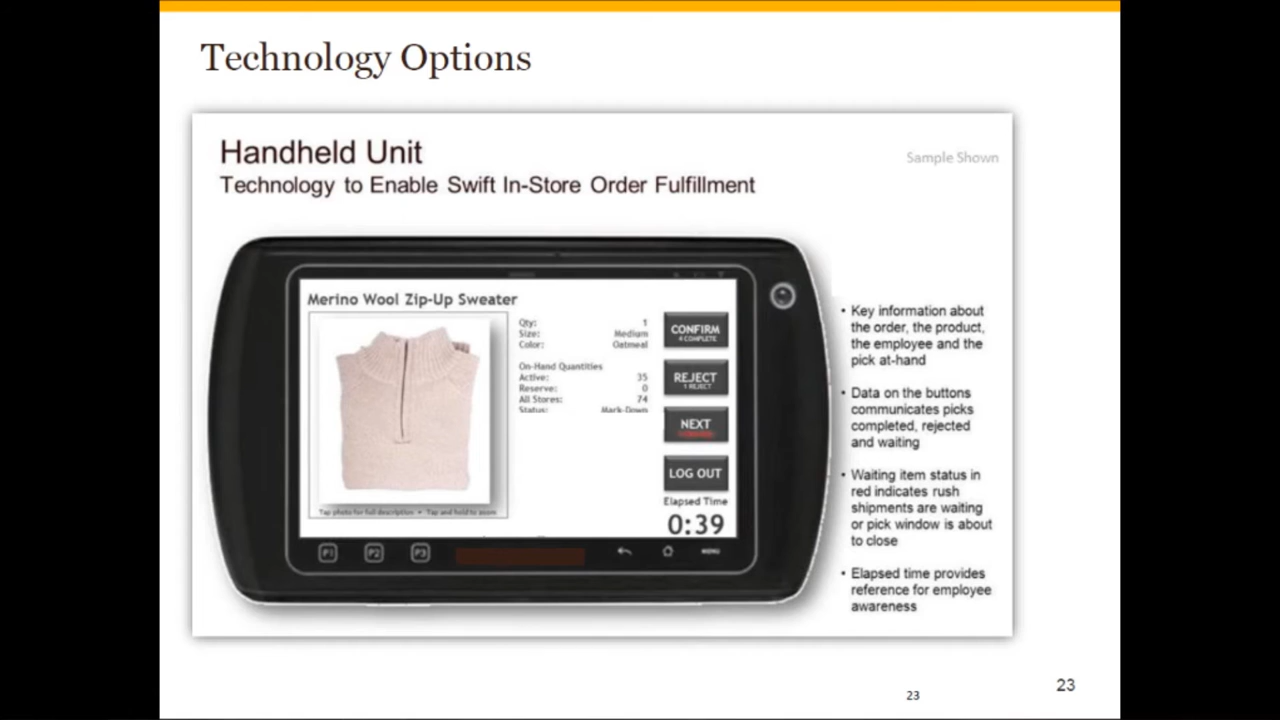 Technology Options
Handheld Unit
Sample Shown
Technology to Enable Swift In-Store Order Fulfillment
Merino Wool Zip-Up Sweater
Qty: 1
Size: Medium
Color: Oatmeal
On-Hand Quantities
Active: 35
Reserve: 0
All Stores: 74
Status: Mark-Down
Tap photo for full description • Tap and hold to zoom
CONFIRM
4 COMPLETE
REJECT
1 REJECT
NEXT
LOG OUT
Elapsed Time
0:39
P1 P2 P3 MENU
• Key information about
the order, the product,
the employee and the
pick at-hand
• Data on the buttons
communicates picks
completed, rejected
and waiting
• Waiting item status in
red indicates rush
shipments are waiting
or pick window is about
to close
• Elapsed time provides
reference for employee
awareness
23
23